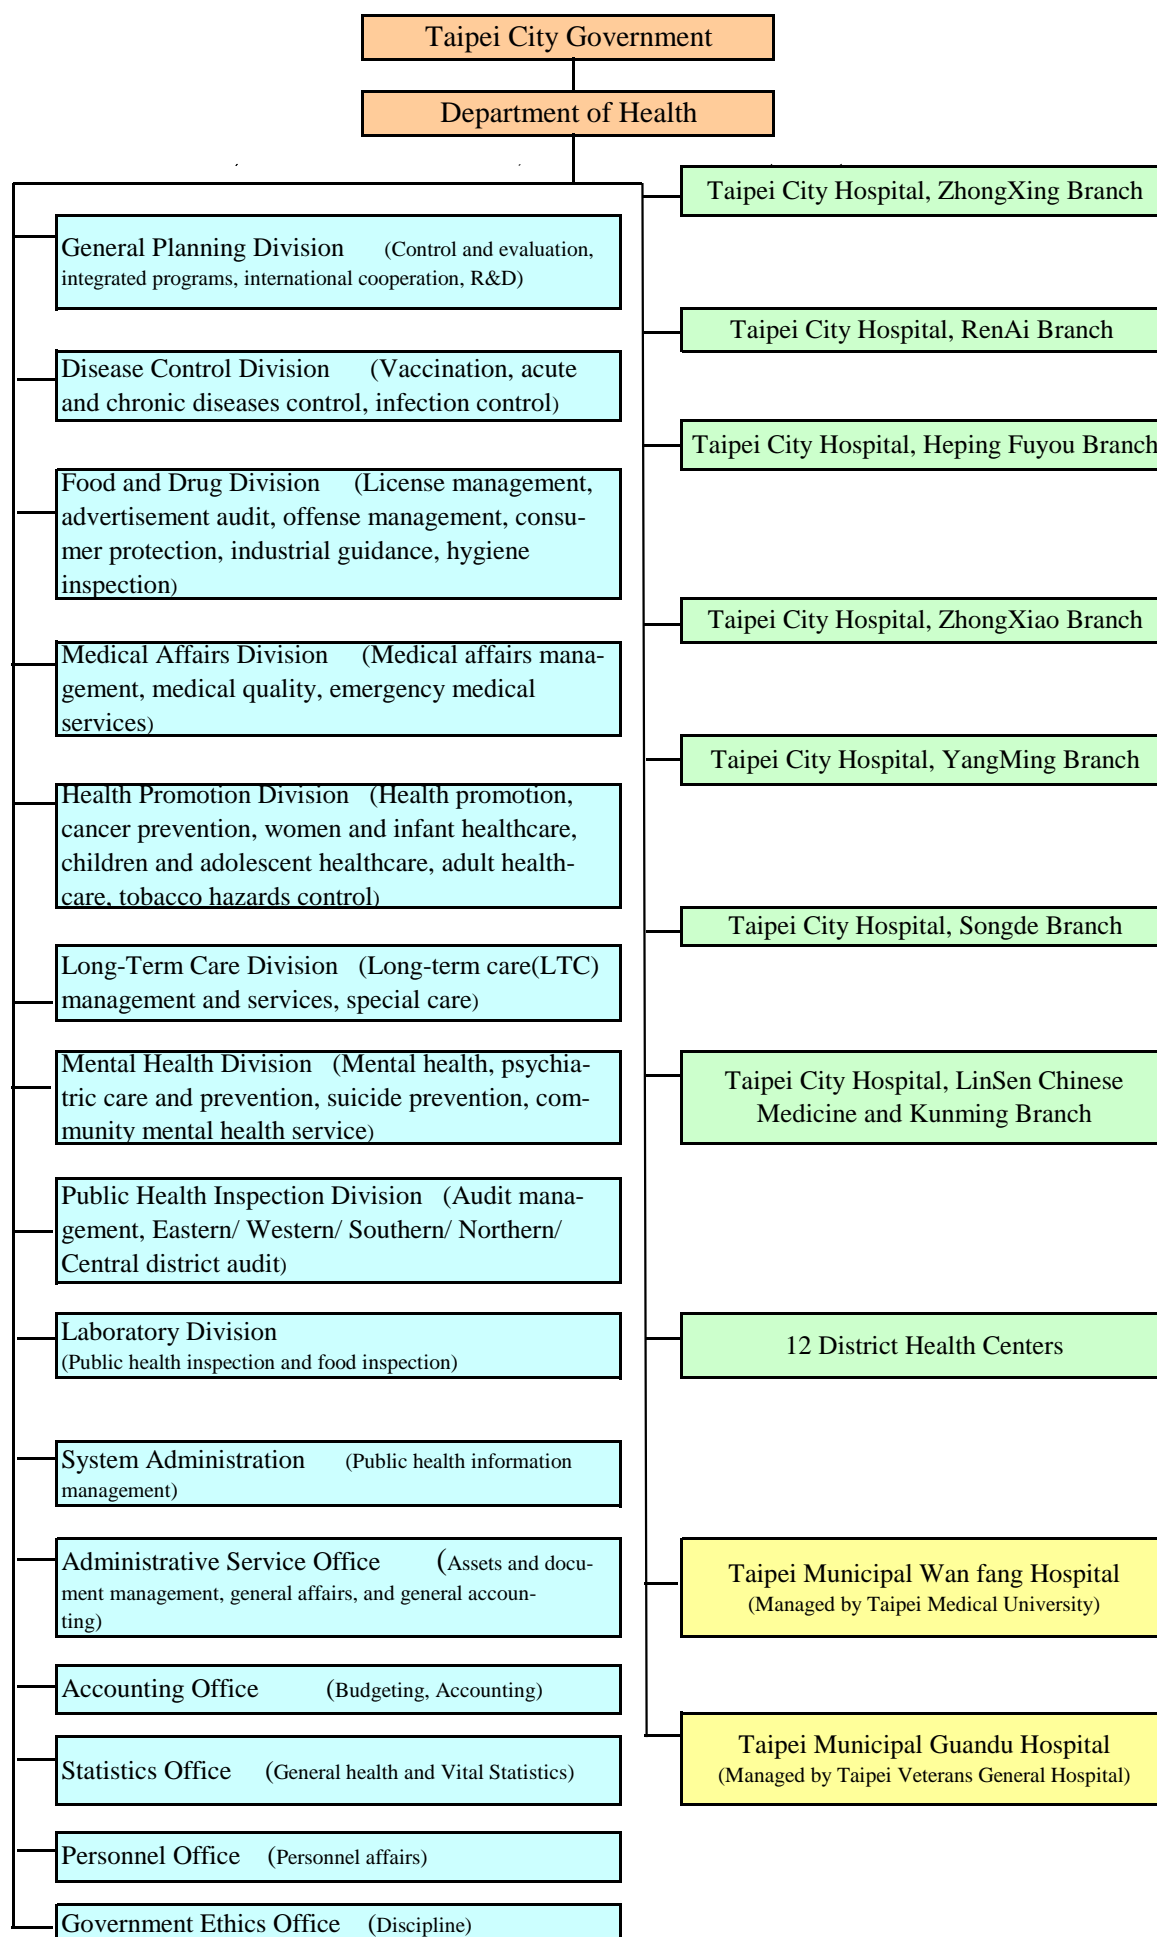 Taipei City Government
Department of Health
General Planning Division (Control and evaluation,
integrated programs, international cooperation, R&D)
Disease Control Division (Vaccination, acute
and chronic diseases control, infection control)
Food and Drug Division (License management,
advertisement audit, offense management, consu-
mer protection, industrial guidance, hygiene
inspection)
Medical Affairs Division (Medical affairs mana-
gement, medical quality, emergency medical
services)
Health Promotion Division (Health promotion,
cancer prevention, women and infant healthcare,
children and adolescent healthcare, adult health-
care, tobacco hazards control)
Long-Term Care Division (Long-term care(LTC)
management and services, special care)
Mental Health Division (Mental health, psychia-
tric care and prevention, suicide prevention, com-
munity mental health service)
Public Health Inspection Division (Audit mana-
gement, Eastern/ Western/ Southern/ Northern/
Central district audit)
Laboratory Division
(Public health inspection and food inspection)
System Administration (Public health information
management)
Administrative Service Office (Assets and docu-
ment management, general affairs, and general accoun-
ting)
Accounting Office (Budgeting, Accounting)
Statistics Office (General health and Vital Statistics)
Personnel Office (Personnel affairs)
Government Ethics Office (Discipline)
Taipei City Hospital, ZhongXing Branch
Taipei City Hospital, RenAi Branch
Taipei City Hospital, Heping Fuyou Branch
Taipei City Hospital, ZhongXiao Branch
Taipei City Hospital, YangMing Branch
Taipei City Hospital, Songde Branch
Taipei City Hospital, LinSen Chinese
Medicine and Kunming Branch
12 District Health Centers
Taipei Municipal Wan fang Hospital
(Managed by Taipei Medical University)
Taipei Municipal Guandu Hospital
(Managed by Taipei Veterans General Hospital)